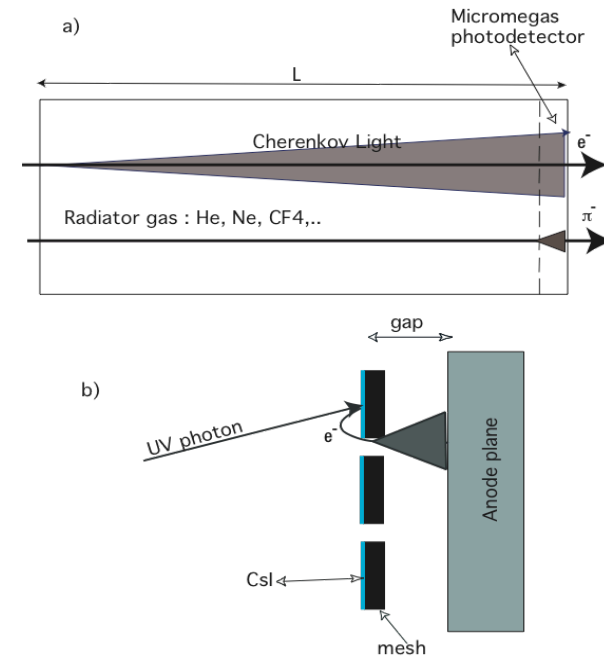 a)
Micromegas
photodetector
L
Cherenkov Light
e-
Radiator gas : He, Ne, CF4,..
π-
gap
b)
UV photon
e-
Anode plane
CsI
mesh